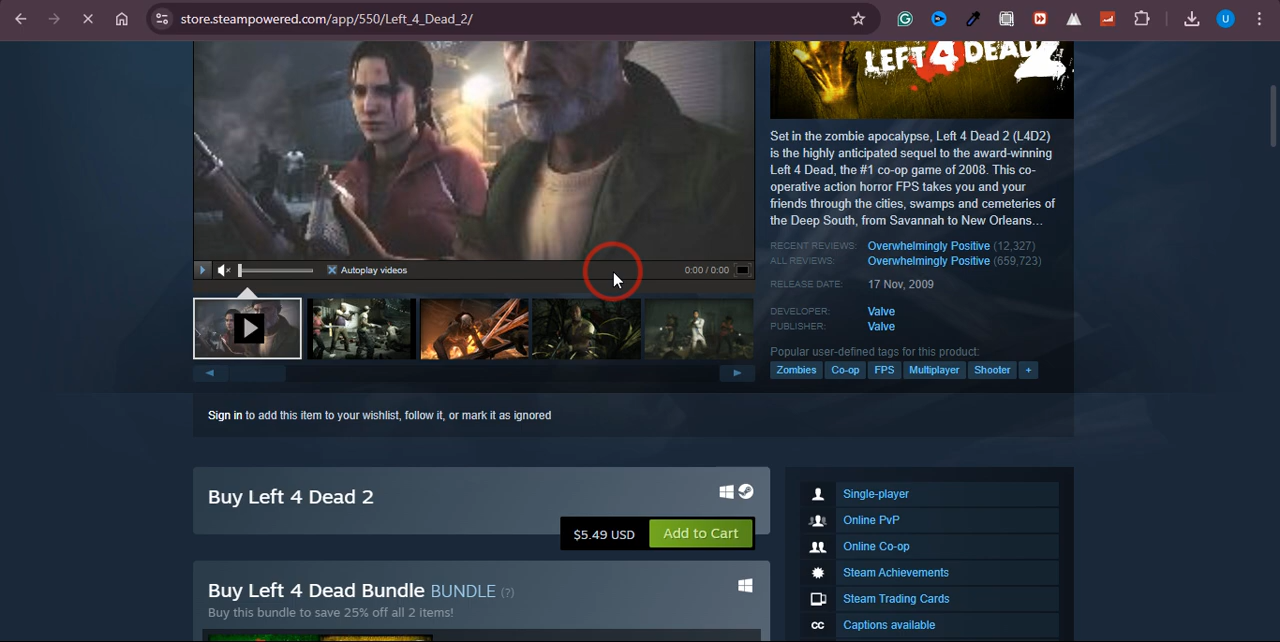 store.steampowered.com/app/550/Left_4_Dead_2/
U
LEFT 4 DEAD 2
Set in the zombie apocalypse, Left 4 Dead 2 (L4D2)
is the highly anticipated sequel to the award-winning
Left 4 Dead, the #1 co-op game of 2008. This co-
operative action horror FPS takes you and your
friends through the cities, swamps and cemeteries of
the Deep South, from Savannah to New Orleans...
RECENT REVIEWS: Overwhelmingly Positive (12,327)
ALL REVIEWS: Overwhelmingly Positive (659,723)
RELEASE DATE: 17 Nov, 2009
DEVELOPER: Valve
PUBLISHER: Valve
Popular user-defined tags for this product:
Zombies Co-op FPS Multiplayer Shooter +
Autoplay videos 0:00 / 0:00
Sign in to add this item to your wishlist, follow it, or mark it as ignored
Buy Left 4 Dead 2
$5.49 USD Add to Cart
Buy Left 4 Dead Bundle BUNDLE (?)
Buy this bundle to save 25% off all 2 items!
Single-player
Online PvP
Online Co-op
Steam Achievements
Steam Trading Cards
CC Captions available